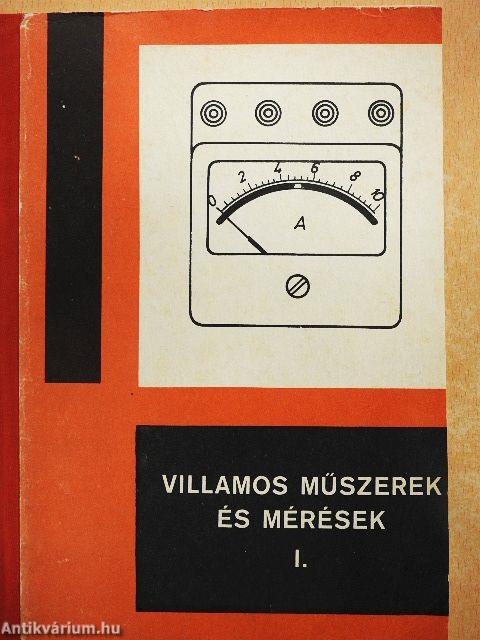 0 2 4 6 8 10
A
VILLAMOS MŰSZEREK
ÉS MÉRÉSEK
I.
Antikvárium.hu